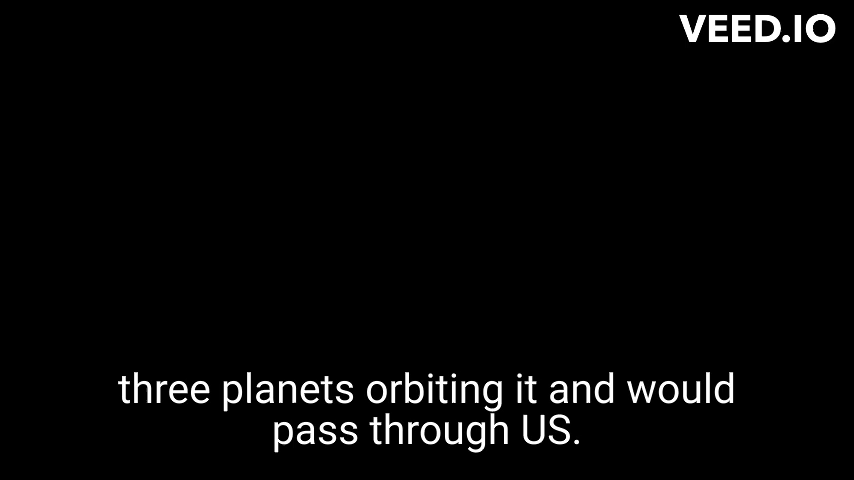 VEED.IO
three planets orbiting it and would
pass through US.